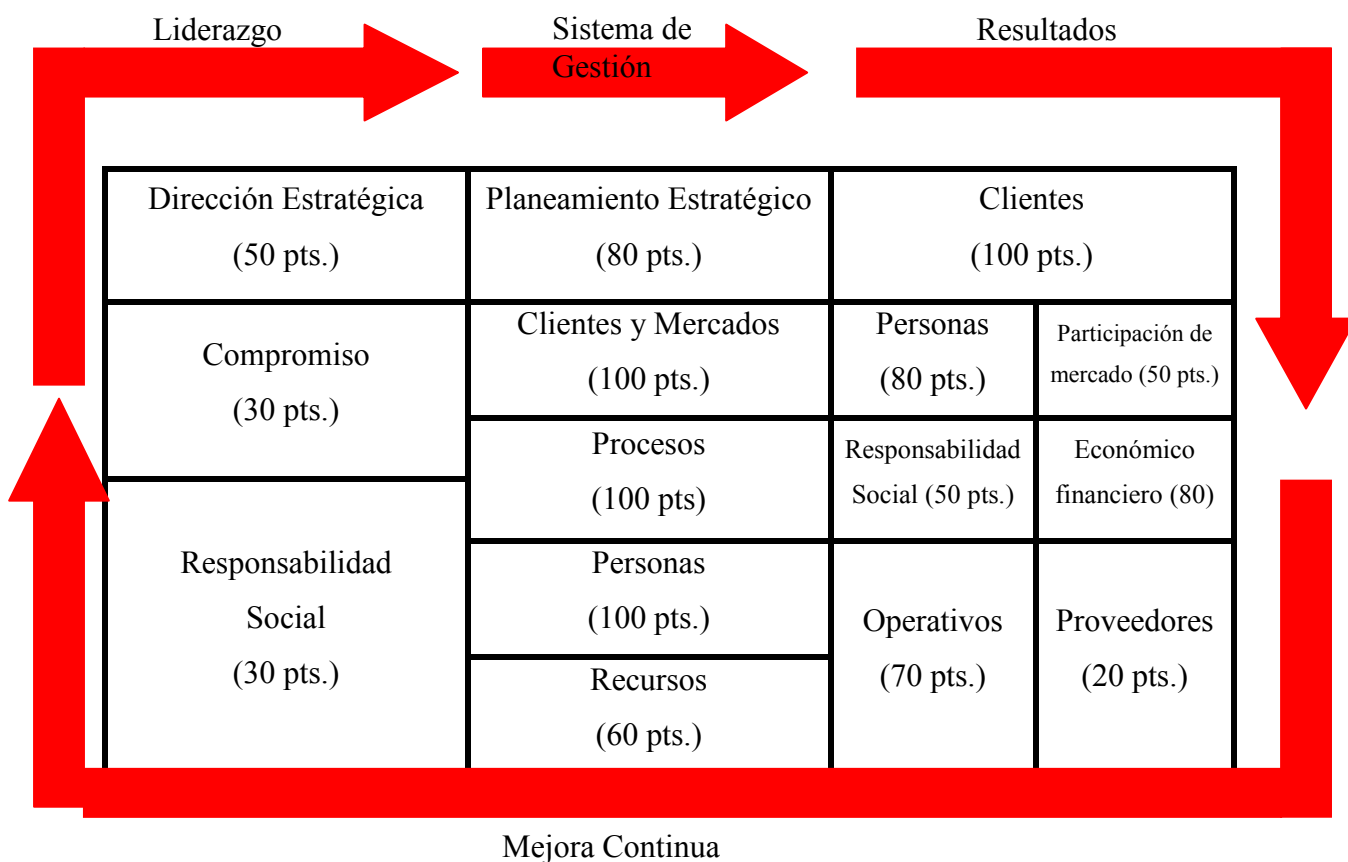 Liderazgo
Sistema de
Gestión
Resultados
Dirección Estratégica
(50 pts.)
Planeamiento Estratégico
(80 pts.)
Clientes
(100 pts.)
Compromiso
(30 pts.)
Clientes y Mercados
(100 pts.)
Personas
(80 pts.)
Participación de
mercado (50 pts.)
Procesos
(100 pts)
Responsabilidad
Social (50 pts.)
Económico
financiero (80)
Responsabilidad
Social
(30 pts.)
Personas
(100 pts.)
Operativos
(70 pts.)
Proveedores
(20 pts.)
Recursos
(60 pts.)
Mejora Continua